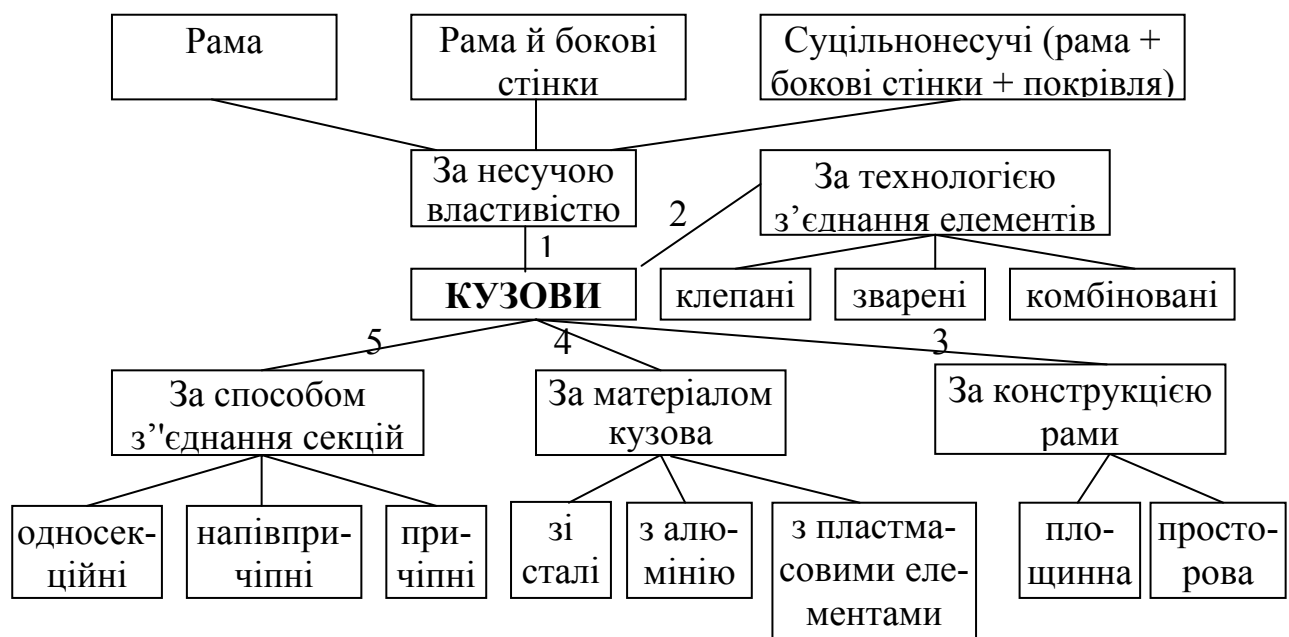 Рама
Рама й бокові
стінки
Суцільнонесучі (рама +
бокові стінки + покрівля)
За несучою
властивістю
2
За технологією
з’єднання елементів
1
КУЗОВИ
клепані
зварені
комбіновані
5
4
3
За способом
з’'єднання секцій
За матеріалом
кузова
За конструкцією
рами
односек-
ційні
напівпри-
чіпні
при-
чіпні
зі
сталі
з алю-
мінію
з пластма-
совими еле-
ментами
пло-
щинна
просто-
рова